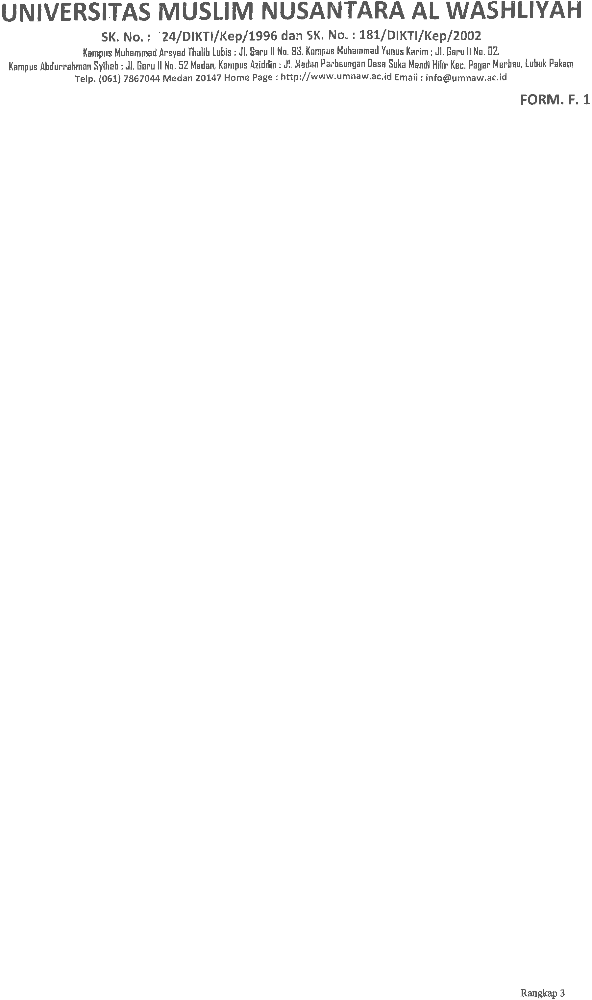 UNIVERSITAS MUSLIM NUSANTARA AL WASHLIYAH
SK. No. : 24/DIKTI/Kep/1996 dan SK. No. : 181/DIKTI/Kep/2002
Kampus Muhammad Arsyad Thalib Lubis : Jl. Garu II No. 93. Kampus Muhammad Yunus Karim : Jl. Garu II No. 02,
Kampus Abdurrahman Syihab : Jl. Garu II No. 52 Medan, Kampus Aziddin : Jl. Medan Perbaungan Desa Suka Mandi Hilir Kec. Pagar Merbau, Lubuk Pakam
Telp. (061) 7867044 Medan 20147 Home Page : http://www.umnaw.ac.id Email : info@umnaw.ac.id
FORM. F. 1
Rangkap 3